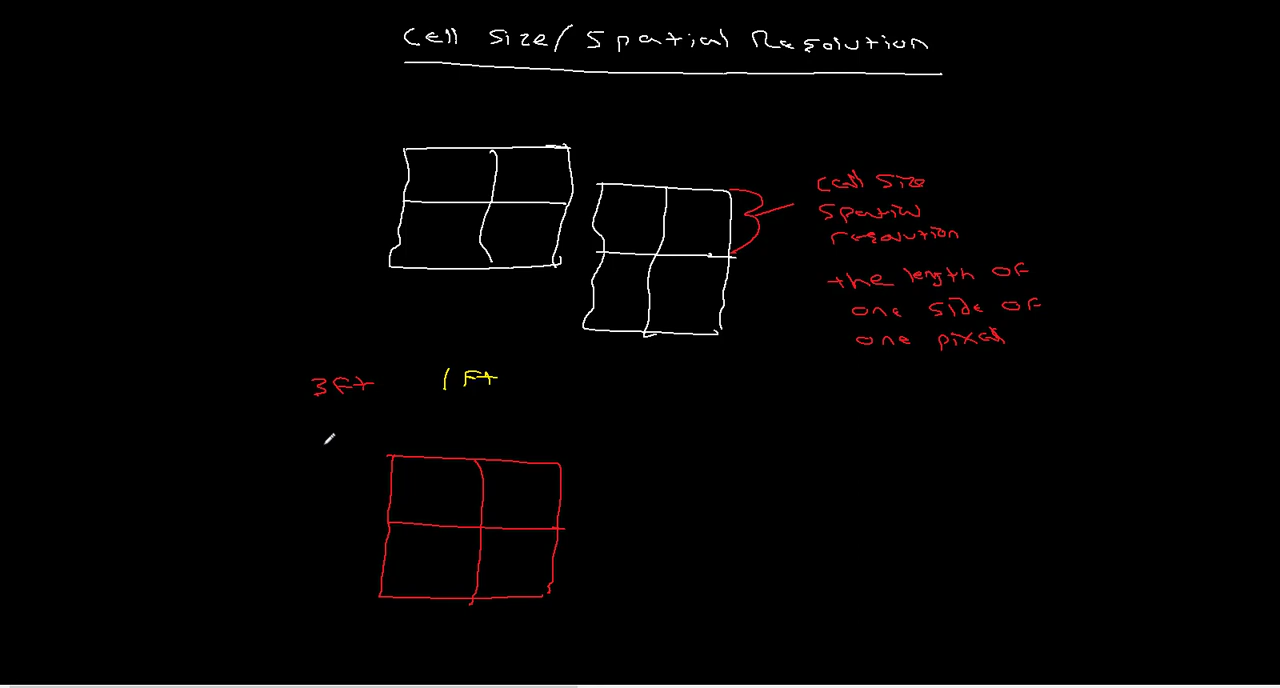 Cell Size/Spatial Resolution
Cell Size
Spatial
resolution
the length of
one side of
one pixel
3Ft
1 Ft